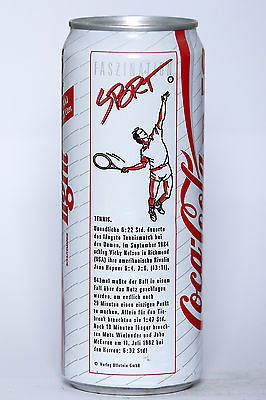 FASZINATION
SPORT
TENNIS.
Unendliche 6:22 Std. dauerte
das längste Tennismatch bei
den Damen, im September 1984
schlug Vicky Nelson in Richmond
(USA) ihre amerikanische Rivalin
Jean Hepner 6:4, 7:6, (13:11).
643mal mußte der Ball in einem
Fall über das Netz geschlagen
werden, um endlich nach
29 Minuten einen einzigen Punkt
zu machen. Allein für den Tie-
break brauchten sie 1:47 Std.
Noch 10 Minuten länger brauch-
ten Mats Wielander und John
McEnroe am 11. Juli 1982 bei
den Herren: 6:32 Std!
© Verlag Ullstein GmbH
Coca-Cola
light